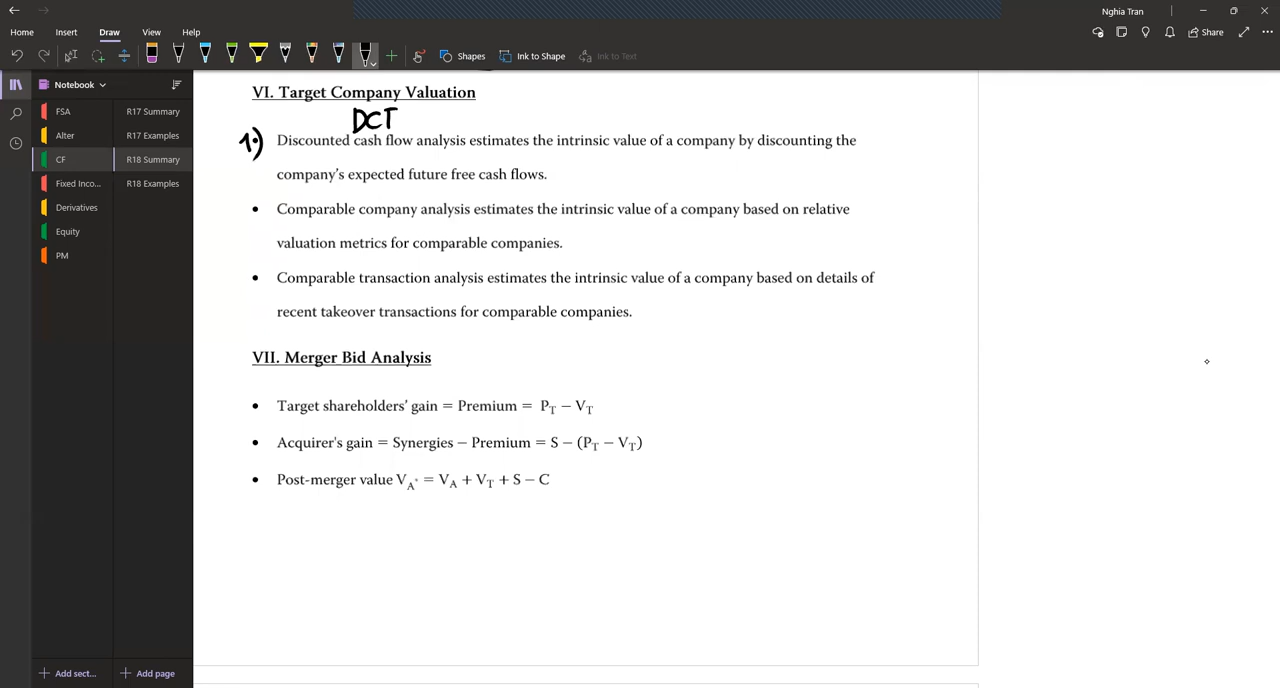 Nghia Tran
Home Insert Draw View Help
Share
Shapes Ink to Shape Ink to Text
Notebook
FSA R17 Summary
Alter R17 Examples
CF R18 Summary
Fixed Inco... R18 Examples
Derivatives
Equity
PM
VI. Target Company Valuation
DCT
1•) Discounted cash flow analysis estimates the intrinsic value of a company by discounting the
company's expected future free cash flows.
• Comparable company analysis estimates the intrinsic value of a company based on relative
valuation metrics for comparable companies.
• Comparable transaction analysis estimates the intrinsic value of a company based on details of
recent takeover transactions for comparable companies.
VII. Merger Bid Analysis
• Target shareholders' gain = Premium = P_T − V_T
• Acquirer's gain = Synergies − Premium = S − (P_T − V_T)
• Post-merger value V_A* = V_A + V_T + S − C
Add sect... Add page